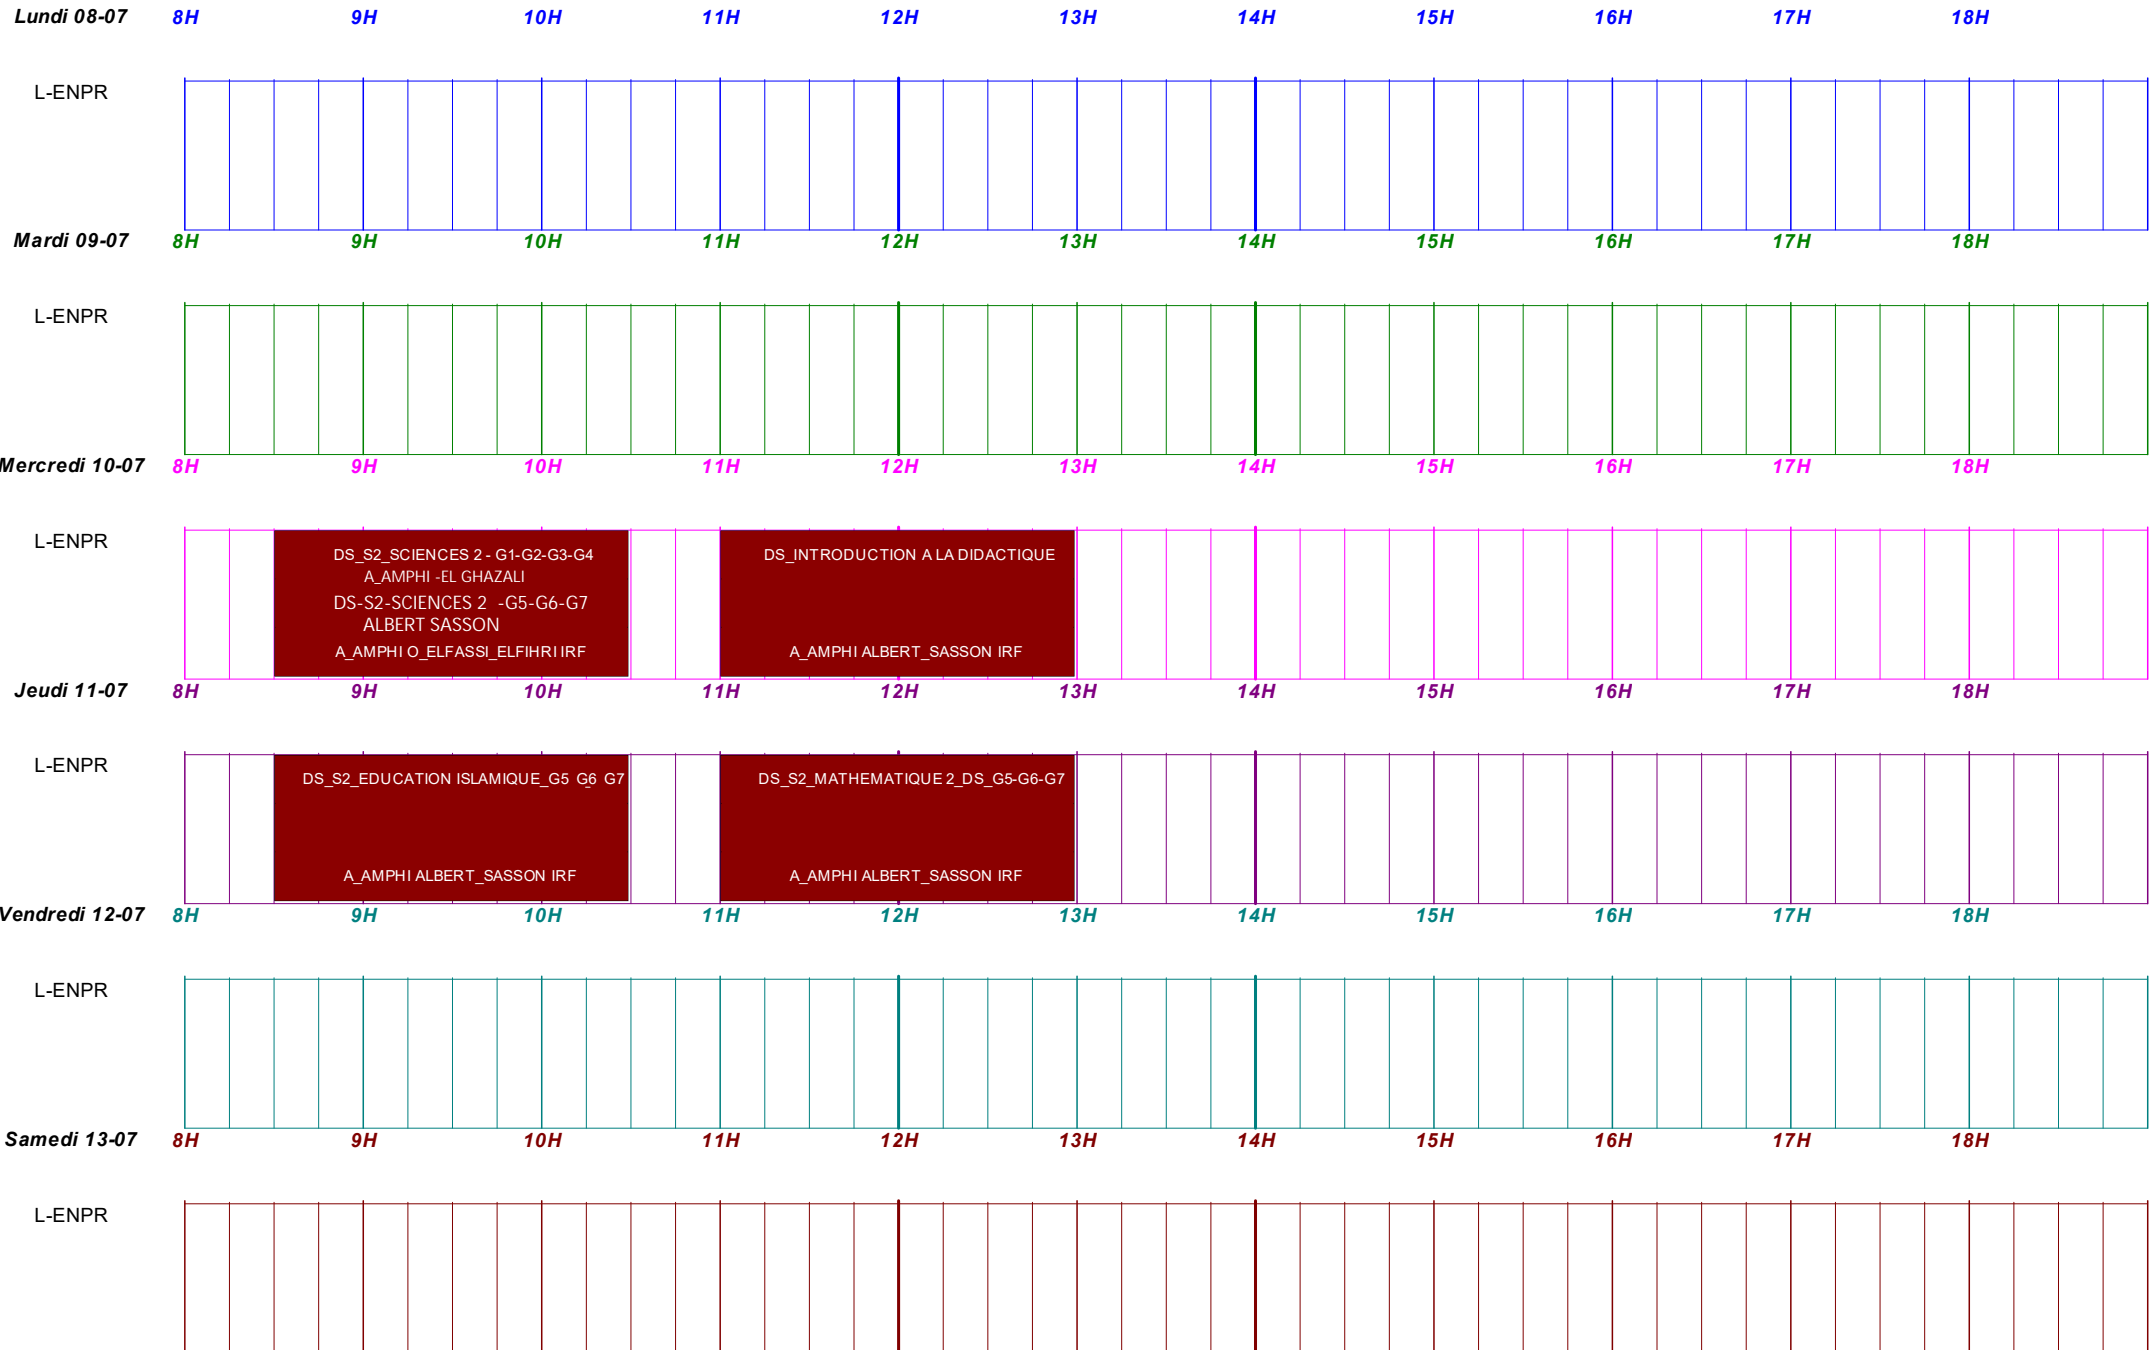 Lundi 08-07 8H 9H 10H 11H 12H 13H 14H 15H 16H 17H 18H
L-ENPR
Mardi 09-07 8H 9H 10H 11H 12H 13H 14H 15H 16H 17H 18H
L-ENPR
Mercredi 10-07 8H 9H 10H 11H 12H 13H 14H 15H 16H 17H 18H
L-ENPR
DS_S2_SCIENCES 2 - G1-G2-G3-G4
A_AMPHI -EL GHAZALI
DS-S2-SCIENCES 2 -G5-G6-G7
ALBERT SASSON
A_AMPHI O_ELFASSI_ELFIHRI IRF
DS_INTRODUCTION A LA DIDACTIQUE
A_AMPHI ALBERT_SASSON IRF
Jeudi 11-07 8H 9H 10H 11H 12H 13H 14H 15H 16H 17H 18H
L-ENPR
DS_S2_EDUCATION ISLAMIQUE_G5 G6 G7
A_AMPHI ALBERT_SASSON IRF
DS_S2_MATHEMATIQUE 2_DS_G5-G6-G7
A_AMPHI ALBERT_SASSON IRF
Vendredi 12-07 8H 9H 10H 11H 12H 13H 14H 15H 16H 17H 18H
L-ENPR
Samedi 13-07 8H 9H 10H 11H 12H 13H 14H 15H 16H 17H 18H
L-ENPR